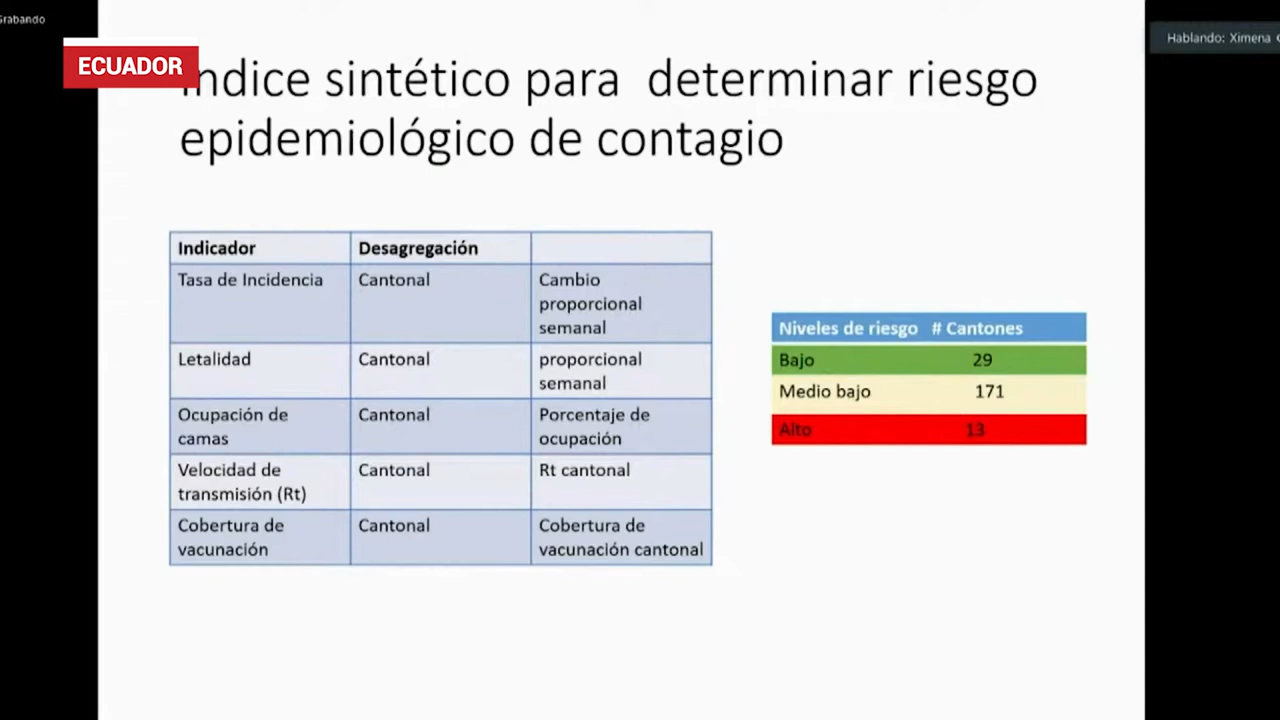 Grabando
Hablando: Ximena
ECUADOR
Índice sintético para determinar riesgo
epidemiológico de contagio
Indicador Desagregación
Tasa de Incidencia Cantonal Cambio
proporcional
semanal
Letalidad Cantonal proporcional
semanal
Ocupación de Cantonal Porcentaje de
camas ocupación
Velocidad de Cantonal Rt cantonal
transmisión (Rt)
Cobertura de Cantonal Cobertura de
vacunación vacunación cantonal
Niveles de riesgo # Cantones
Bajo 29
Medio bajo 171
Alto 13